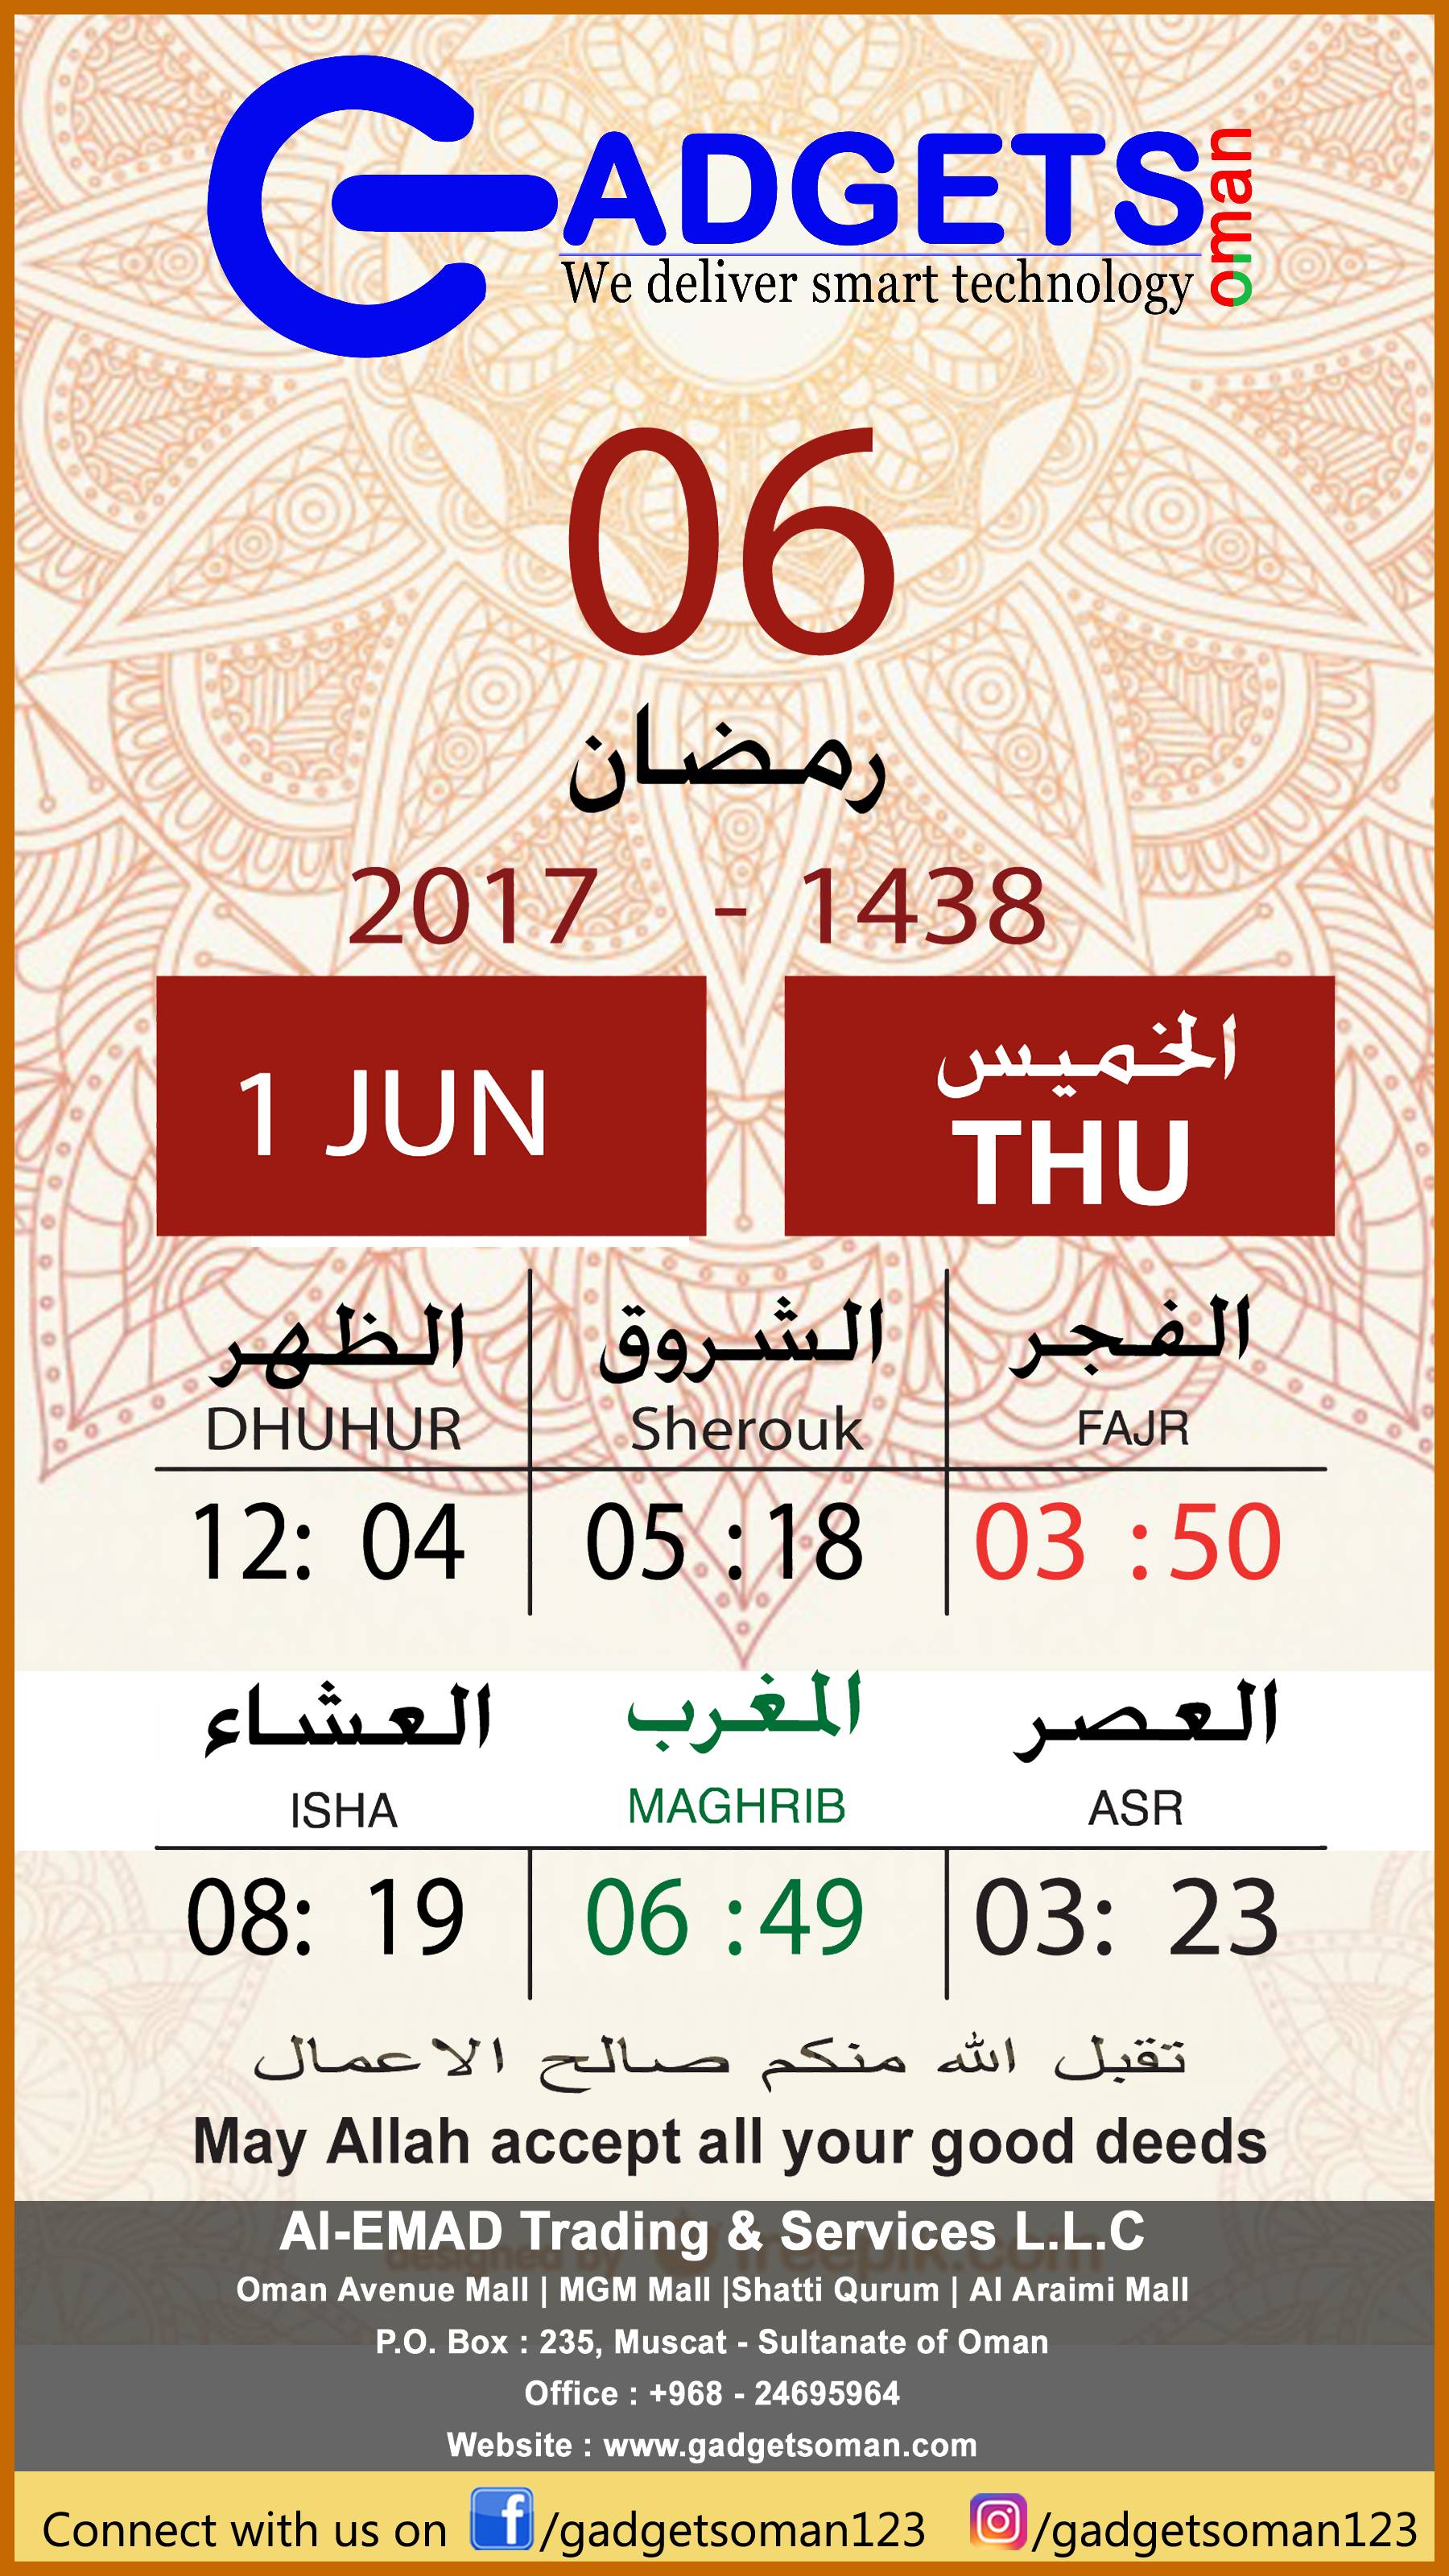 GADGETS oman
We deliver smart technology
06
رمضان
2017 - 1438
1 JUN
الخميس
THU
الظهر الشروق الفجر
DHUHUR Sherouk FAJR
12: 04 05 :18 03 :50
العشاء المغرب العصر
ISHA MAGHRIB ASR
08: 19 06 :49 03: 23
تقبل الله منكم صالح الاعمال
May Allah accept all your good deeds
Al-EMAD Trading & Services L.L.C
designed by freepik.com
Oman Avenue Mall | MGM Mall |Shatti Qurum | Al Araimi Mall
P.O. Box : 235, Muscat - Sultanate of Oman
Office : +968 - 24695964
Website : www.gadgetsoman.com
Connect with us on /gadgetsoman123 /gadgetsoman123